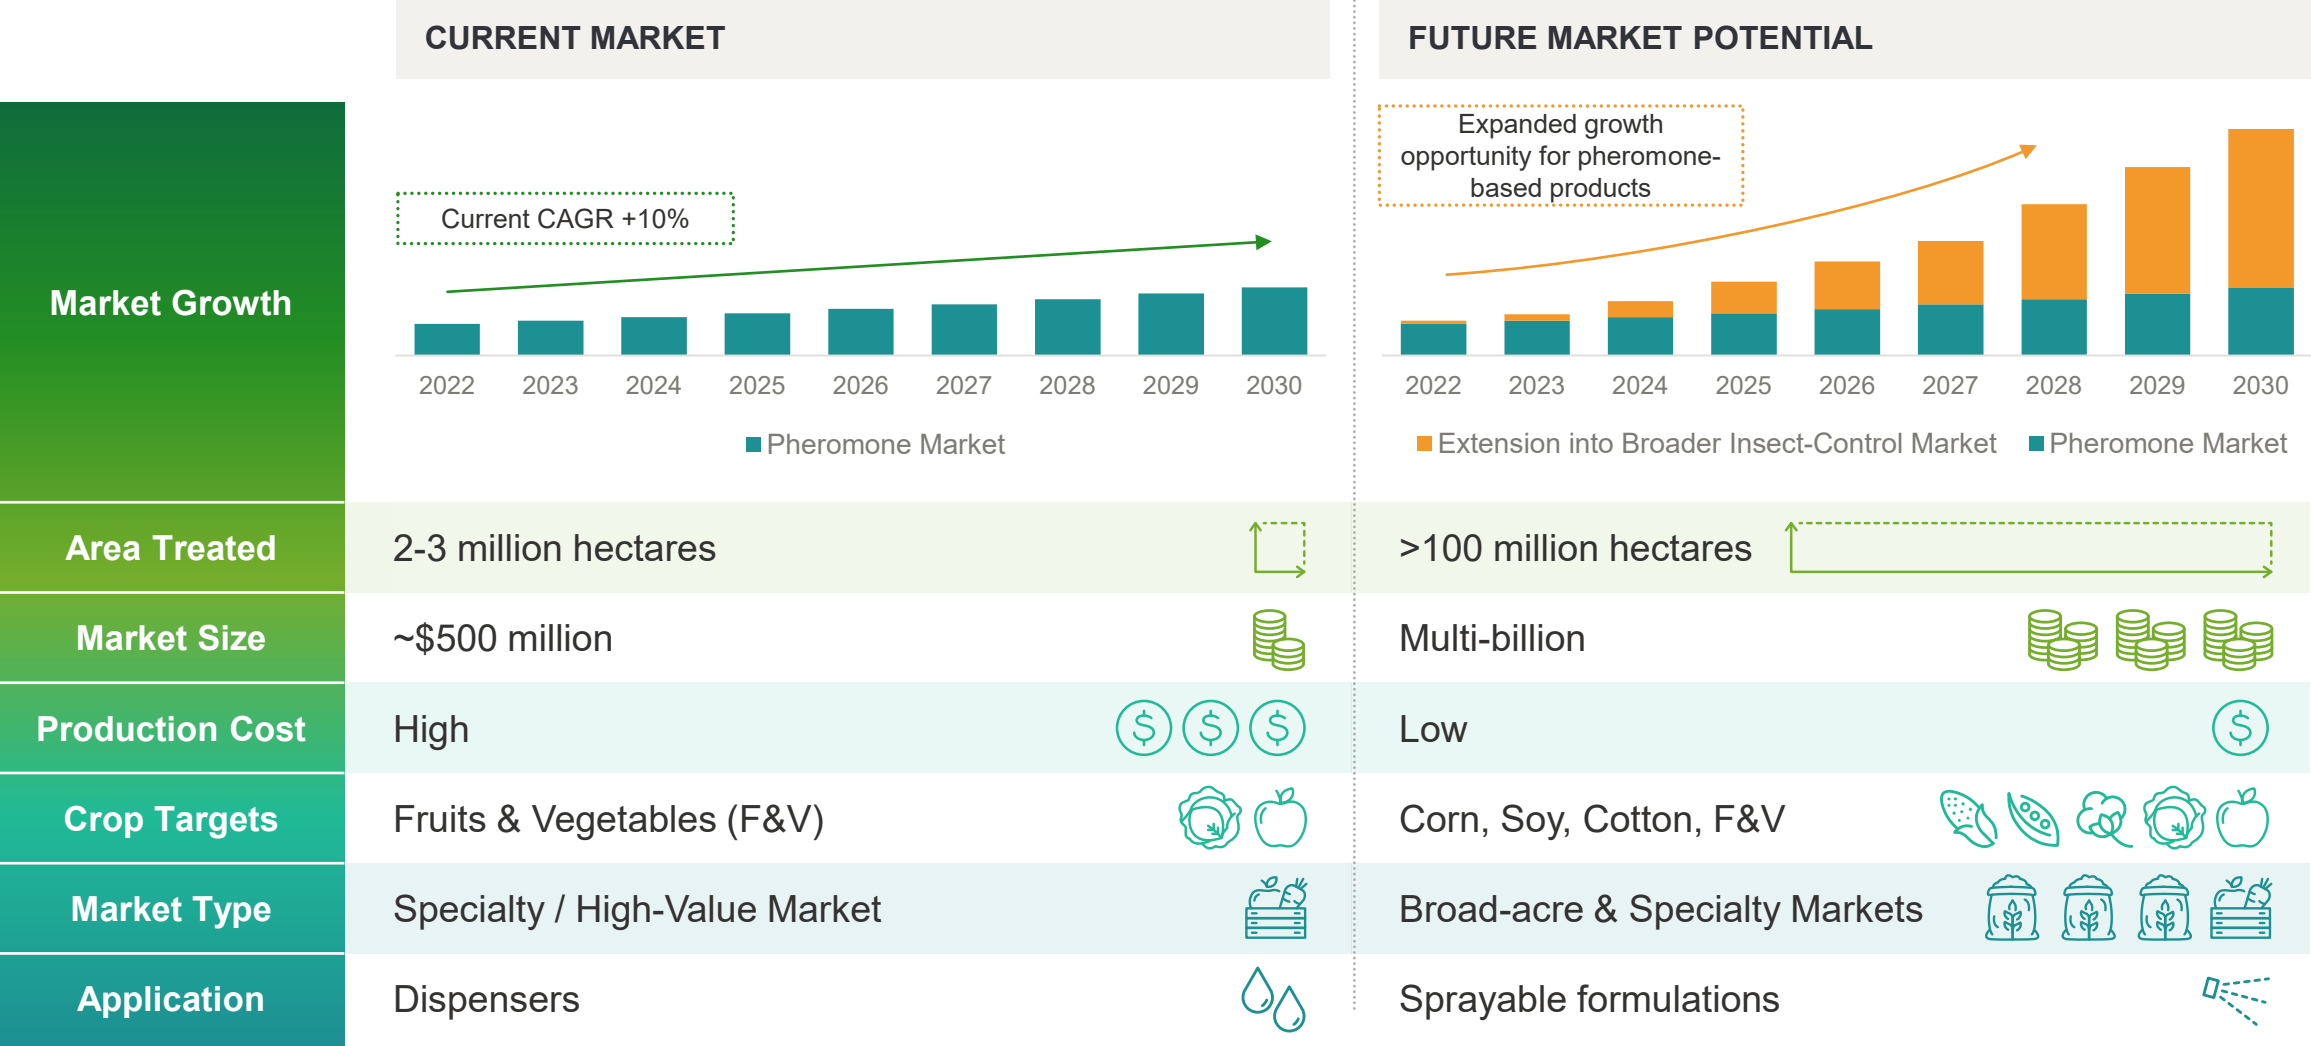 CURRENT MARKET
FUTURE MARKET POTENTIAL
Market Growth
Current CAGR +10%
2022 2023 2024 2025 2026 2027 2028 2029 2030
Pheromone Market
Expanded growth
opportunity for pheromone-
based products
2022 2023 2024 2025 2026 2027 2028 2029 2030
Extension into Broader Insect-Control Market Pheromone Market
Area Treated
2-3 million hectares
>100 million hectares
Market Size
~$500 million
Multi-billion
Production Cost
High
$ $ $
Low
$
Crop Targets
Fruits & Vegetables (F&V)
Corn, Soy, Cotton, F&V
Market Type
Specialty / High-Value Market
Broad-acre & Specialty Markets
Application
Dispensers
Sprayable formulations